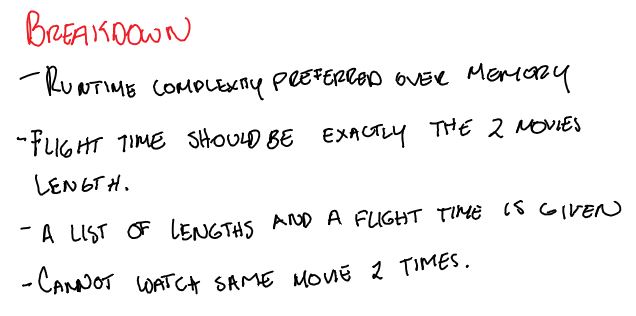 BREAKDOWN
- RUNTIME COMPLEXITY PREFERRED OVER MEMORY
- FLIGHT TIME SHOULD BE EXACTLY THE 2 MOVIES
LENGTH.
- A LIST OF LENGTHS AND A FLIGHT TIME IS GIVEN
- CANNOT WATCH SAME MOVIE 2 TIMES.